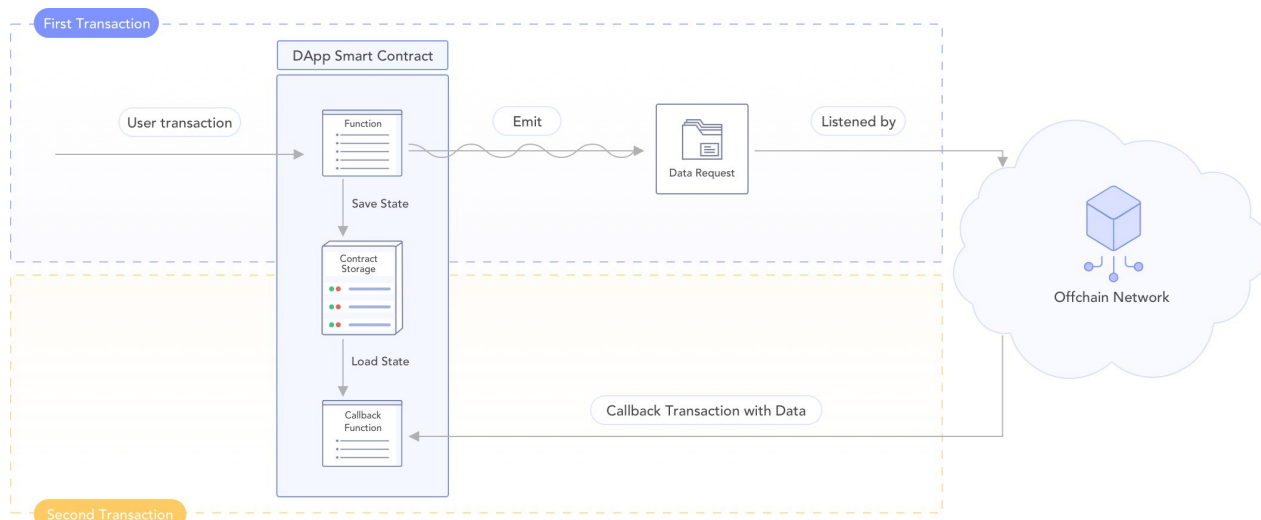 First Transaction
DApp Smart Contract
User transaction
Function
Emit
Data Request
Listened by
Save State
Contract
Storage
Offchain Network
Load State
Callback
Function
Callback Transaction with Data
Second Transaction